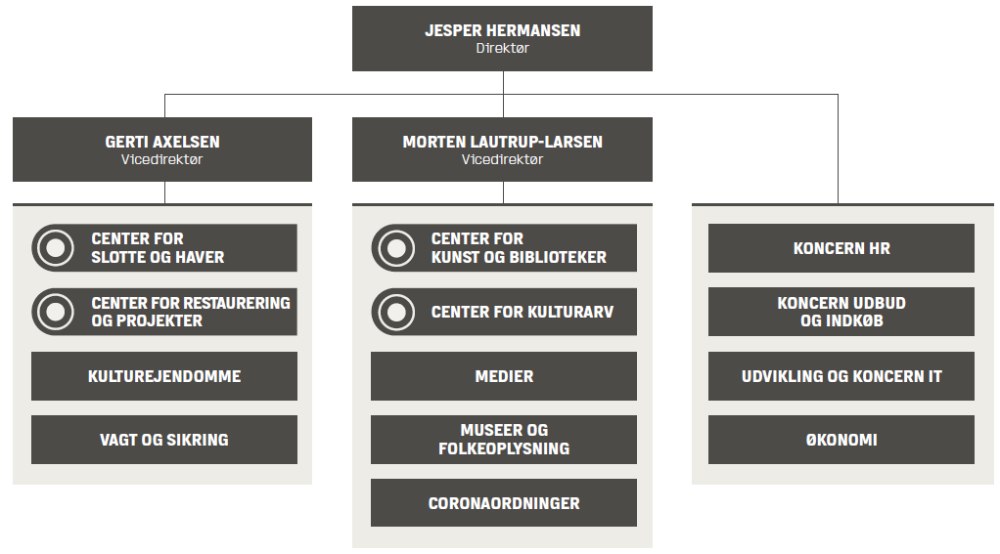 JESPER HERMANSEN
Direktør
GERTI AXELSEN
Vicedirektør
MORTEN LAUTRUP-LARSEN
Vicedirektør
CENTER FOR
SLOTTE OG HAVER
CENTER FOR RESTAURERING
OG PROJEKTER
KULTUREJENDOMME
VAGT OG SIKRING
CENTER FOR
KUNST OG BIBLIOTEKER
CENTER FOR KULTURARV
MEDIER
MUSEER OG
FOLKEOPLYSNING
CORONAORDNINGER
KONCERN HR
KONCERN UDBUD
OG INDKØB
UDVIKLING OG KONCERN IT
ØKONOMI